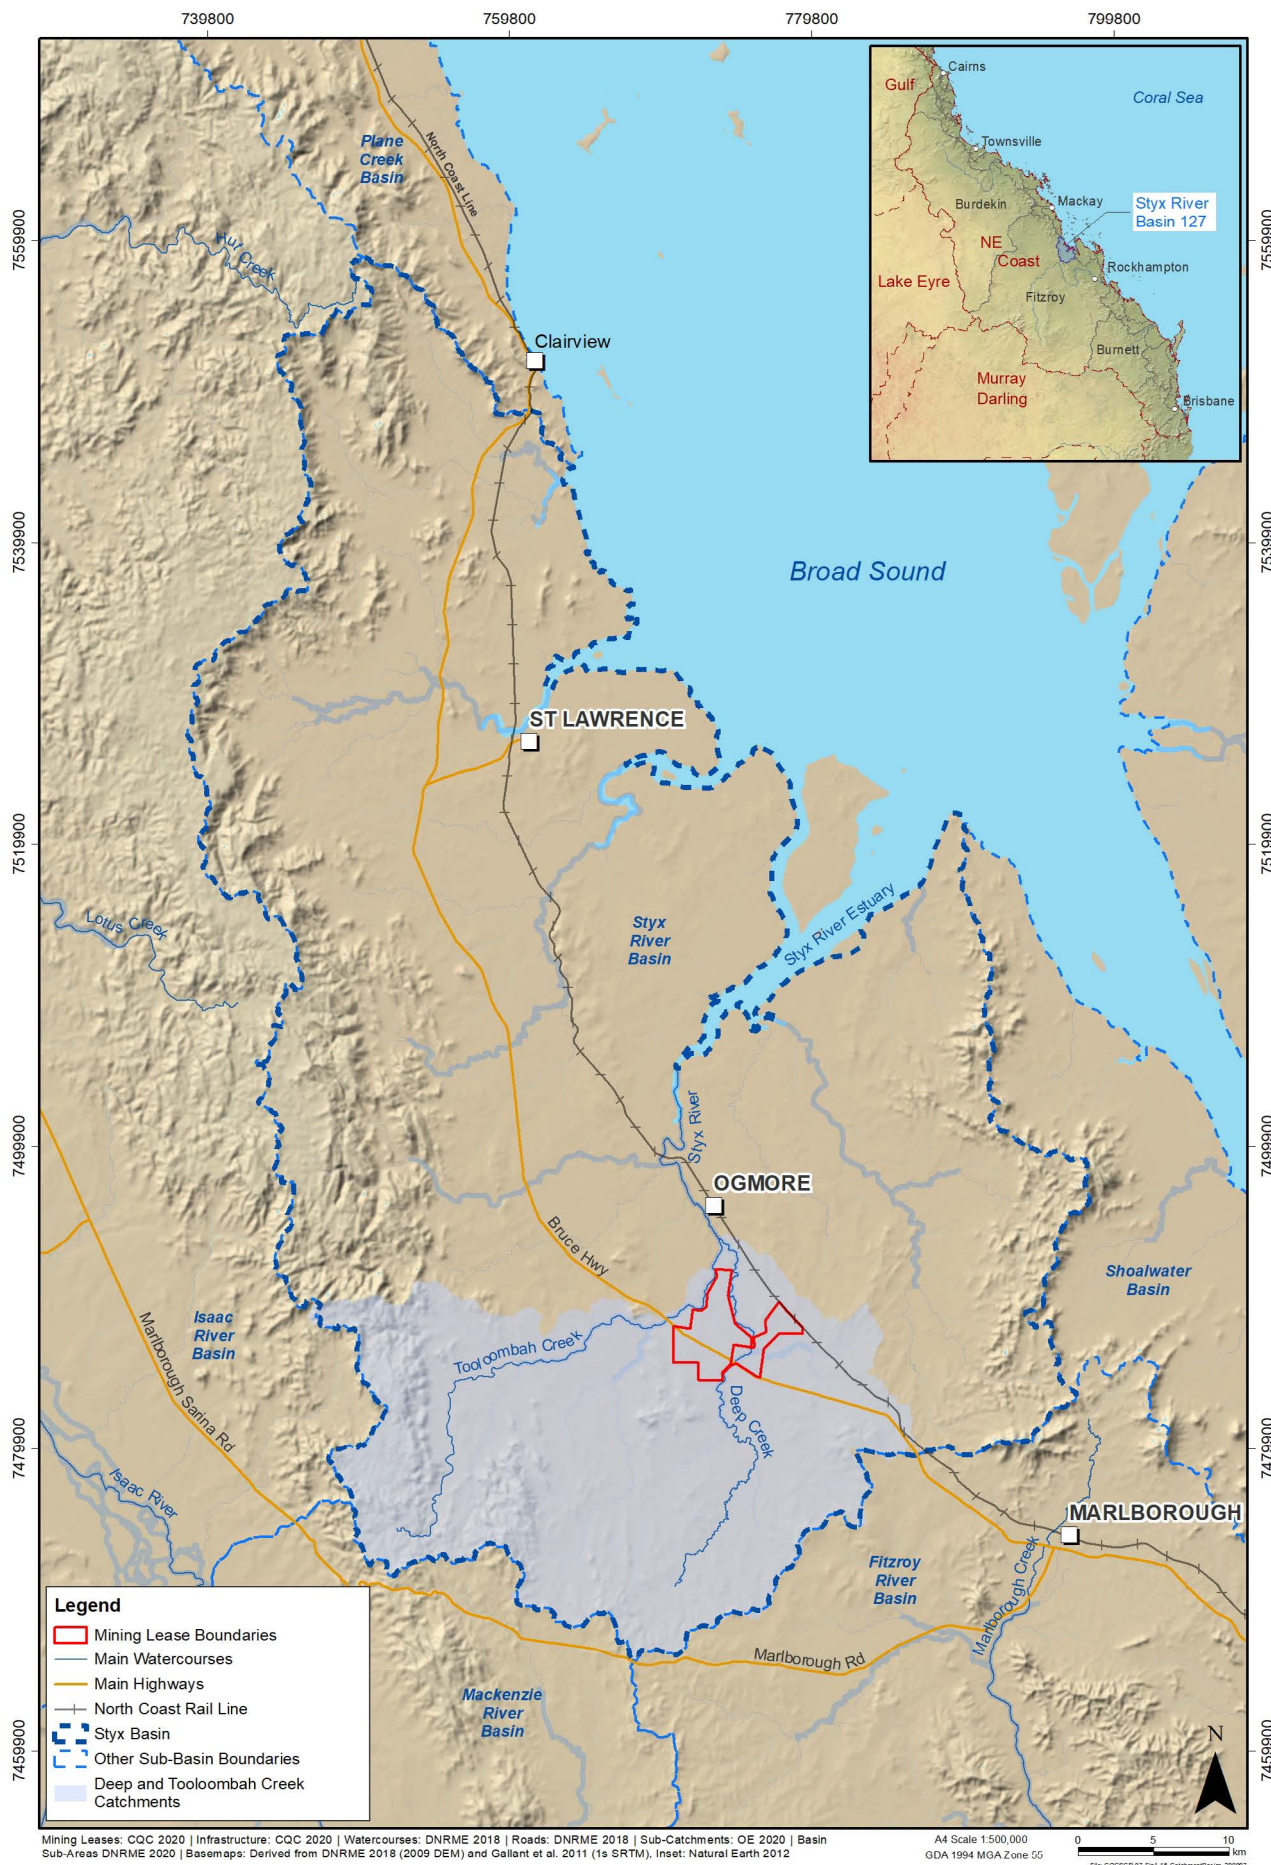 739800
759800
779800
799800
7559900
7539900
7519900
7499900
7479900
7459900
7559900
7539900
7519900
7499900
7479900
7459900
Cairns
Gulf
Coral Sea
Townsville
Burdekin
Mackay
Styx River
Basin 127
NE
Coast
Rockhampton
Lake Eyre
Fitzroy
Burnett
Murray
Darling
Brisbane
Plane
Creek
Basin
North Coast Line
Hut Creek
Clairview
Broad Sound
ST LAWRENCE
Lotus Creek
Styx
River
Basin
Styx River Estuary
Styx River
OGMORE
Bruce Hwy
Shoalwater
Basin
Isaac
River
Basin
Marlborough Sarina Rd
Tooloombah Creek
Deep Creek
Isaac River
MARLBOROUGH
Fitzroy
River
Basin
Marlborough Creek
Marlborough Rd
Mackenzie
River
Basin
Legend
Mining Lease Boundaries
Main Watercourses
Main Highways
North Coast Rail Line
Styx Basin
Other Sub-Basin Boundaries
Deep and Tooloombah Creek
Catchments
N
Mining Leases: CQC 2020 | Infrastructure: CQC 2020 | Watercourses: DNRME 2018 | Roads: DNRME 2018 | Sub-Catchments: OE 2020 | Basin
Sub-Areas DNRME 2020 | Basemaps: Derived from DNRME 2018 (2009 DEM) and Gallant et al. 2011 (1s SRTM). Inset: Natural Earth 2012
A4 Scale 1:500,000
GDA 1994 MGA Zone 55
0 5 10
km